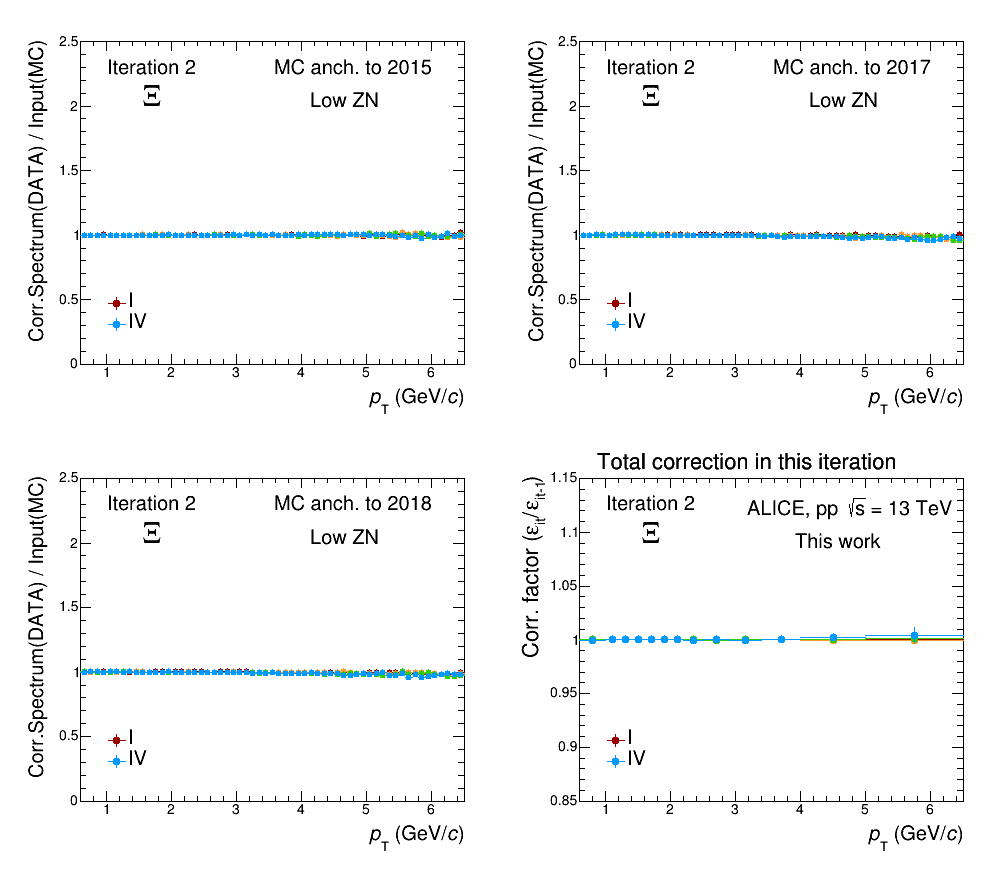 Corr.Spectrum(DATA) / Input(MC)
2.5
2
1.5
1
0.5
0
Iteration 2
MC anch. to 2015
Ξ
Low ZN
I
IV
1 2 3 4 5 6
p_T (GeV/c)
Corr.Spectrum(DATA) / Input(MC)
2.5
2
1.5
1
0.5
0
Iteration 2
MC anch. to 2017
Ξ
Low ZN
I
IV
1 2 3 4 5 6
p_T (GeV/c)
Corr.Spectrum(DATA) / Input(MC)
2.5
2
1.5
1
0.5
0
Iteration 2
MC anch. to 2018
Ξ
Low ZN
I
IV
1 2 3 4 5 6
p_T (GeV/c)
Total correction in this iteration
Corr. factor (ε_it/ε_it-1)
1.15
1.1
1.05
1
0.95
0.9
0.85
Iteration 2
ALICE, pp √s = 13 TeV
Ξ
This work
I
IV
1 2 3 4 5 6
p_T (GeV/c)